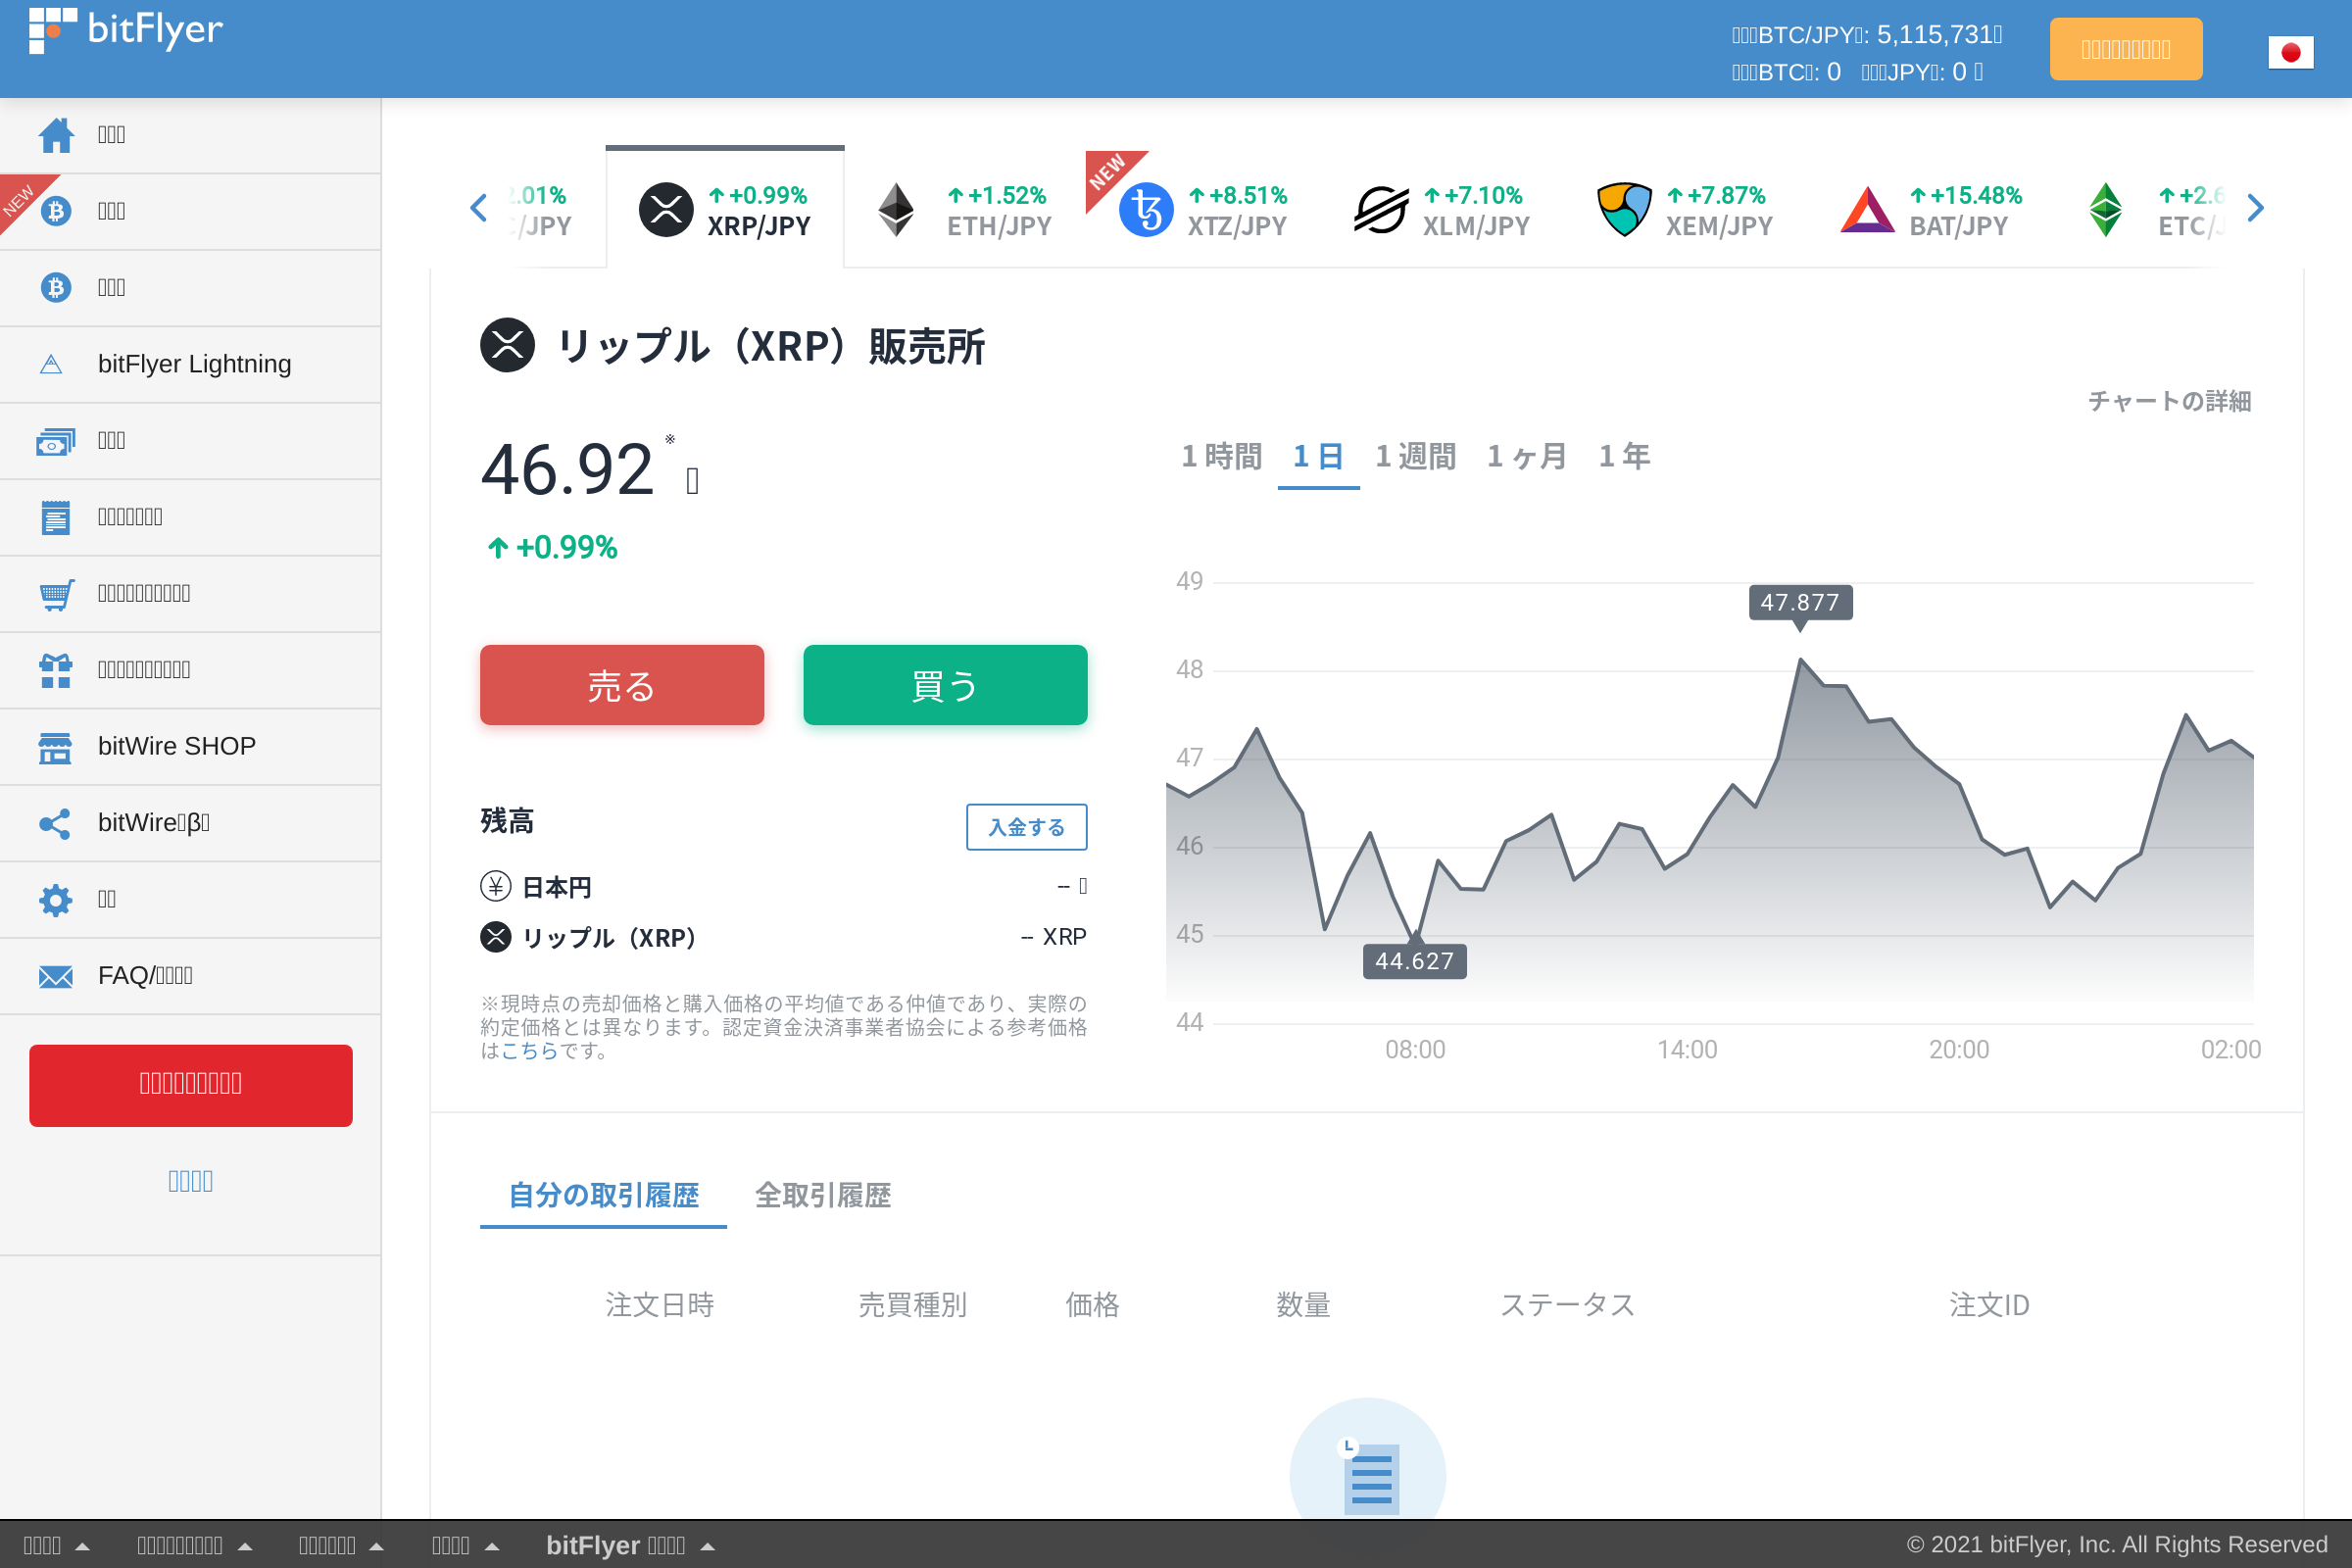 bitFlyer
BTC/JPY : 5,115,731
BTC : 0 JPY : 0
NEW
bitFlyer Lightning
bitWire SHOP
bitWire β
FAQ/
2.01%
/JPY
+0.99%
XRP/JPY
+1.52%
ETH/JPY
NEW
+8.51%
XTZ/JPY
+7.10%
XLM/JPY
+7.87%
XEM/JPY
+15.48%
BAT/JPY
+2.6
ETC/J
リップル（XRP）販売所
チャートの詳細
46.92 ※
+0.99%
1 時間 1 日 1 週間 1 ヶ月 1 年
売る 買う
49
48
47
46
45
44
47.877
44.627
08:00 14:00 20:00 02:00
残高 入金する
日本円 --
リップル（XRP） -- XRP
※現時点の売却価格と購入価格の平均値である仲値であり、実際の
約定価格とは異なります。認定資金決済事業者協会による参考価格
はこちらです。
自分の取引履歴 全取引履歴
注文日時 売買種別 価格 数量 ステータス 注文ID
bitFlyer
© 2021 bitFlyer, Inc. All Rights Reserved